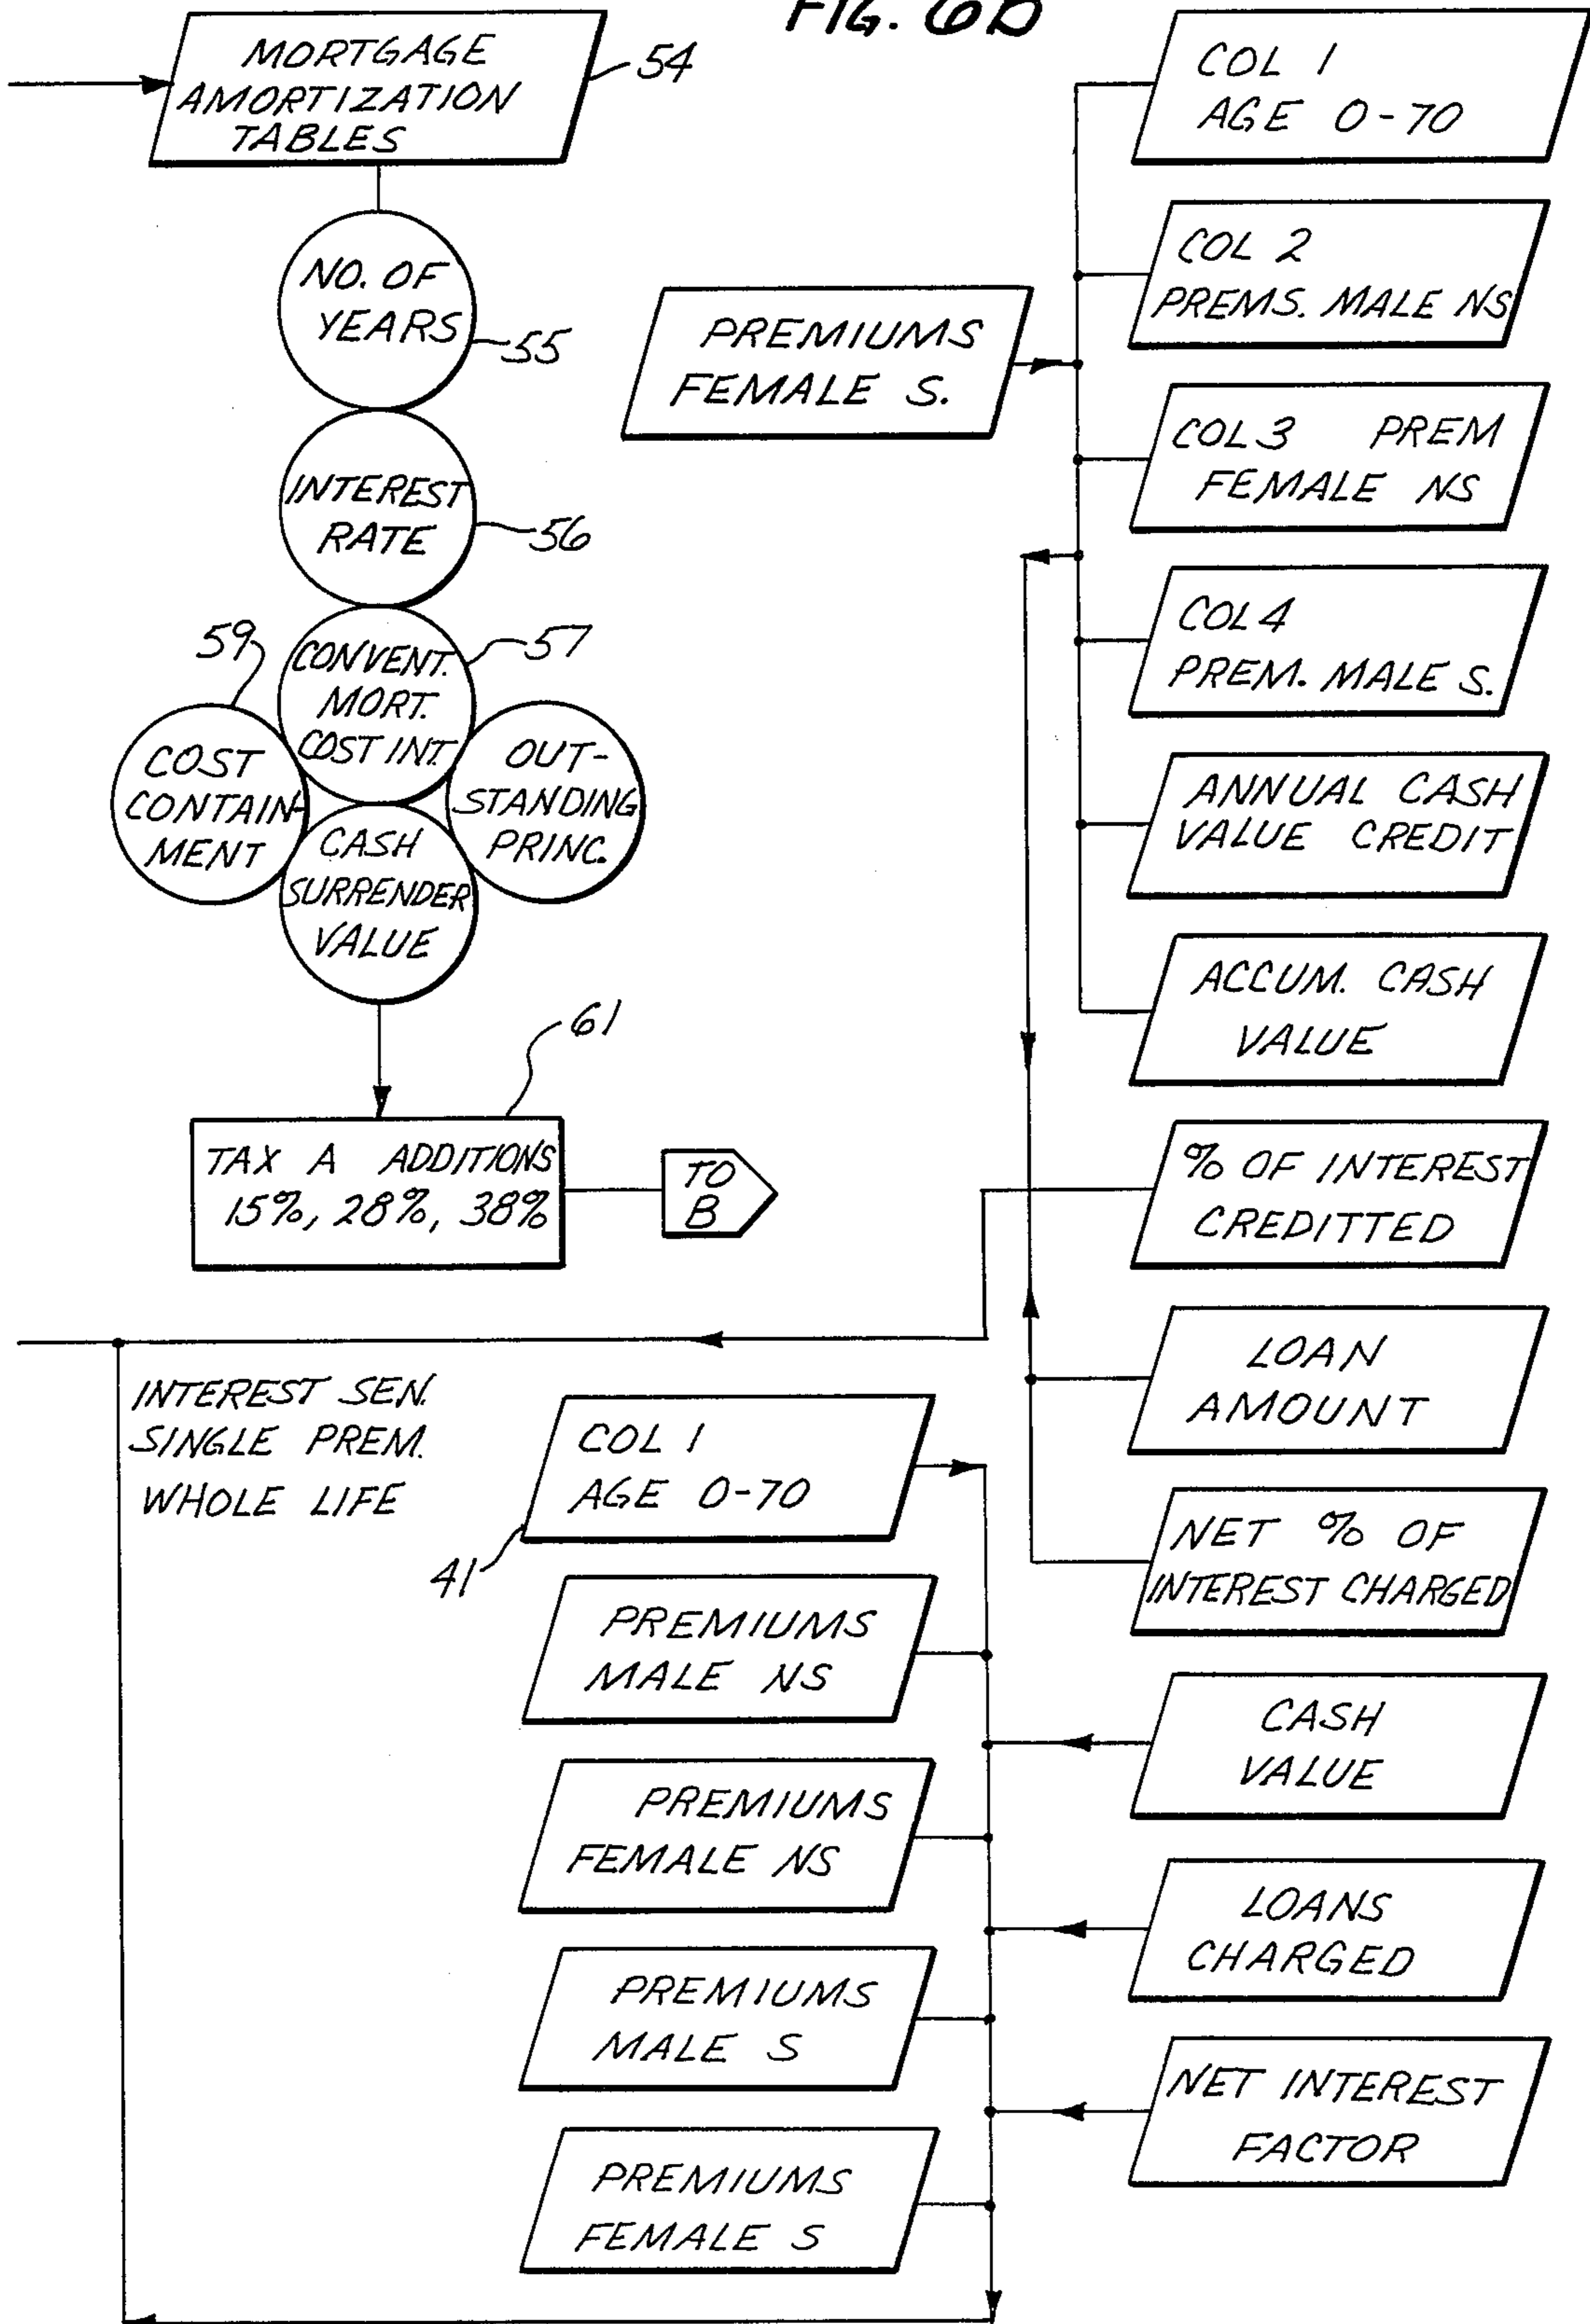 FIG. 6b
MORTGAGE
AMORTIZATION
TABLES
54
NO. OF
YEARS
55
INTEREST
RATE
56
CONVENT.
MORT.
COST INT.
57
59
COST
CONTAIN-
MENT
OUT-
STANDING
PRINC.
CASH
SURRENDER
VALUE
61
TAX A ADDITIONS
15%, 28%, 38%
TO
B
PREMIUMS
FEMALE S.
COL 1
AGE 0-70
COL 2
PREMS. MALE NS
COL 3 PREM
FEMALE NS
COL 4
PREM. MALE S.
ANNUAL CASH
VALUE CREDIT
ACCUM. CASH
VALUE
% OF INTEREST
CREDITTED
LOAN
AMOUNT
NET % OF
INTEREST CHARGED
INTEREST SEN.
SINGLE PREM.
WHOLE LIFE
COL 1
AGE 0-70
41
PREMIUMS
MALE NS
PREMIUMS
FEMALE NS
PREMIUMS
MALE S
PREMIUMS
FEMALE S
CASH
VALUE
LOANS
CHARGED
NET INTEREST
FACTOR